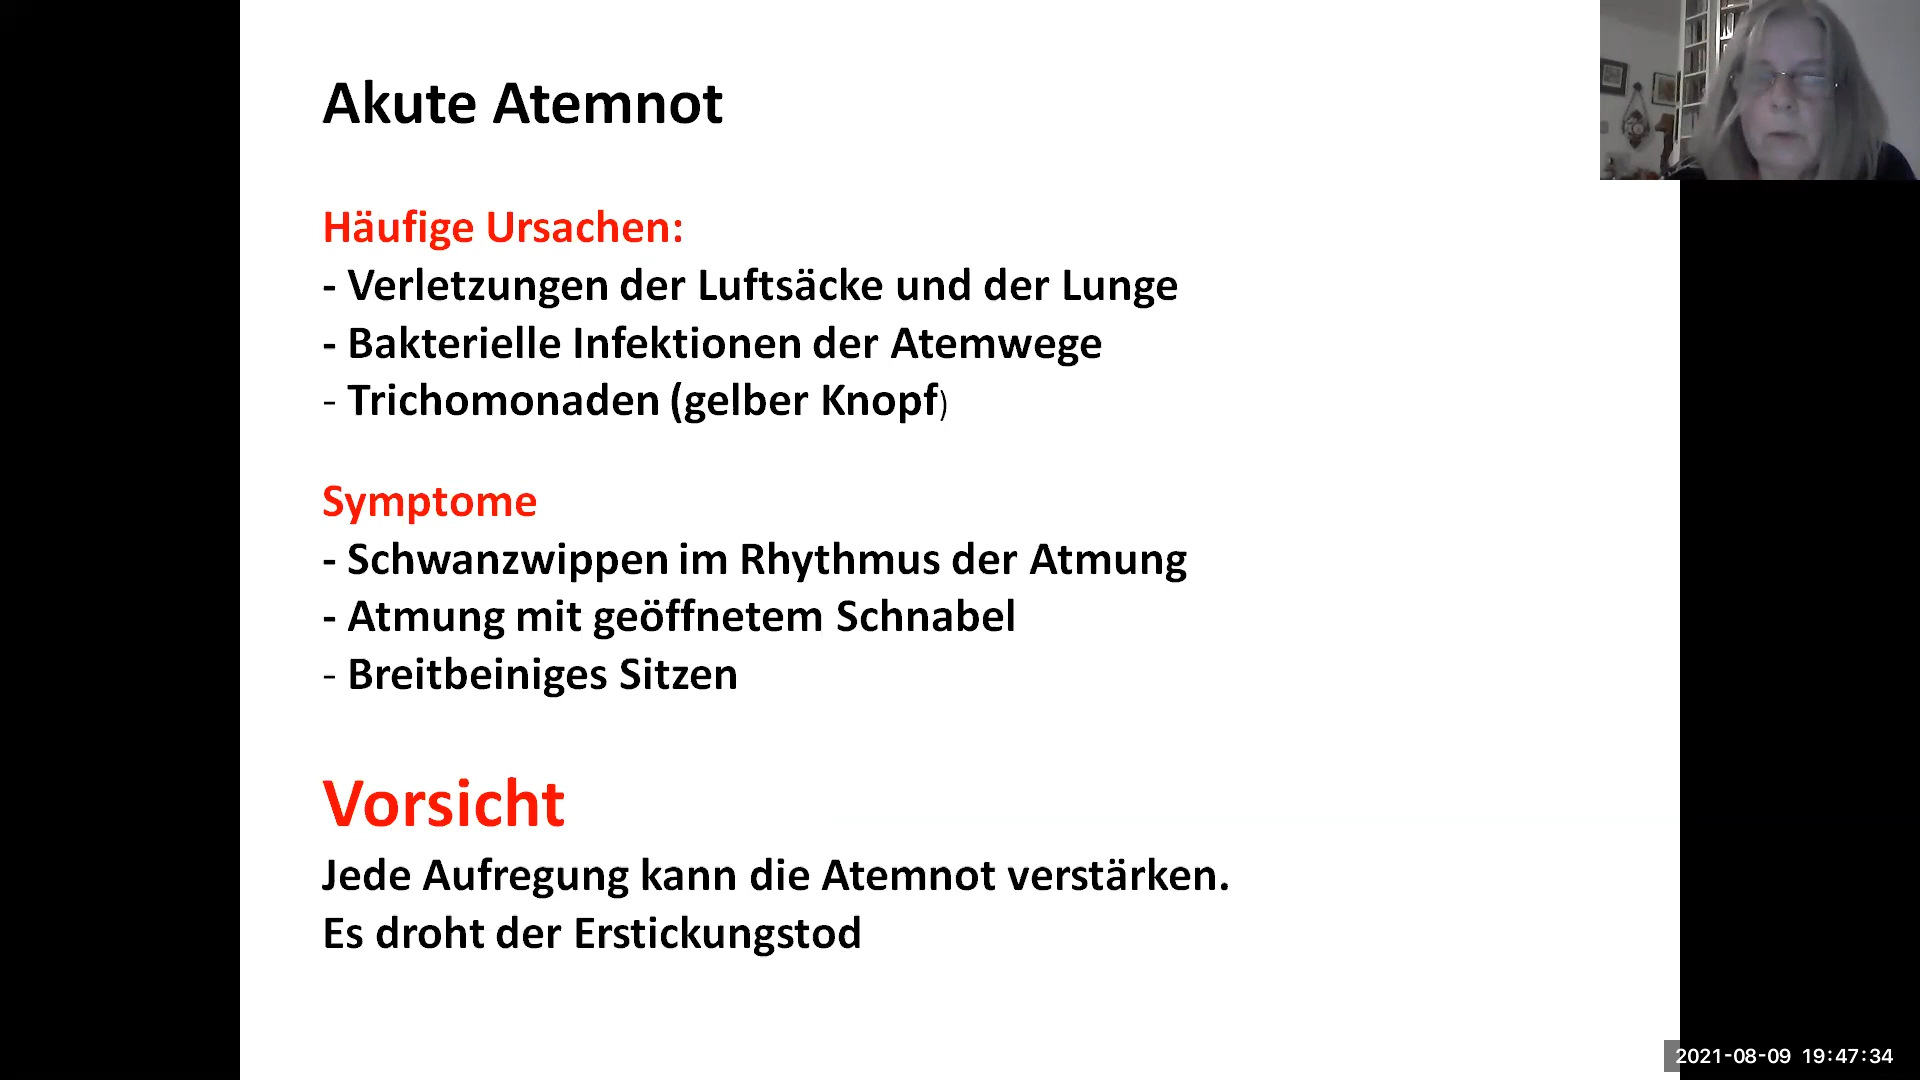 Akute Atemnot
Häufige Ursachen:
- Verletzungen der Luftsäcke und der Lunge
- Bakterielle Infektionen der Atemwege
- Trichomonaden (gelber Knopf)
Symptome
- Schwanzwippen im Rhythmus der Atmung
- Atmung mit geöffnetem Schnabel
- Breitbeiniges Sitzen
Vorsicht
Jede Aufregung kann die Atemnot verstärken.
Es droht der Erstickungstod
2021-08-09 19:47:34